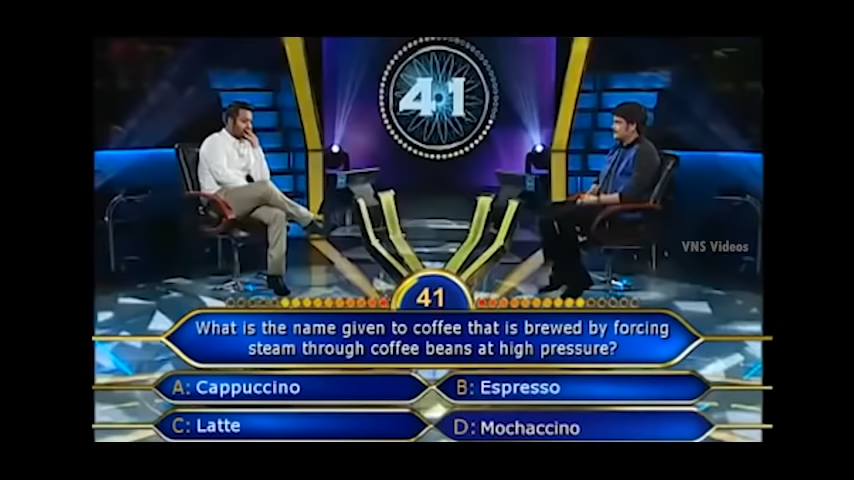 41
VNS Videos
41
What is the name given to coffee that is brewed by forcing
steam through coffee beans at high pressure?
A: Cappuccino
B: Espresso
C: Latte
D: Mochaccino